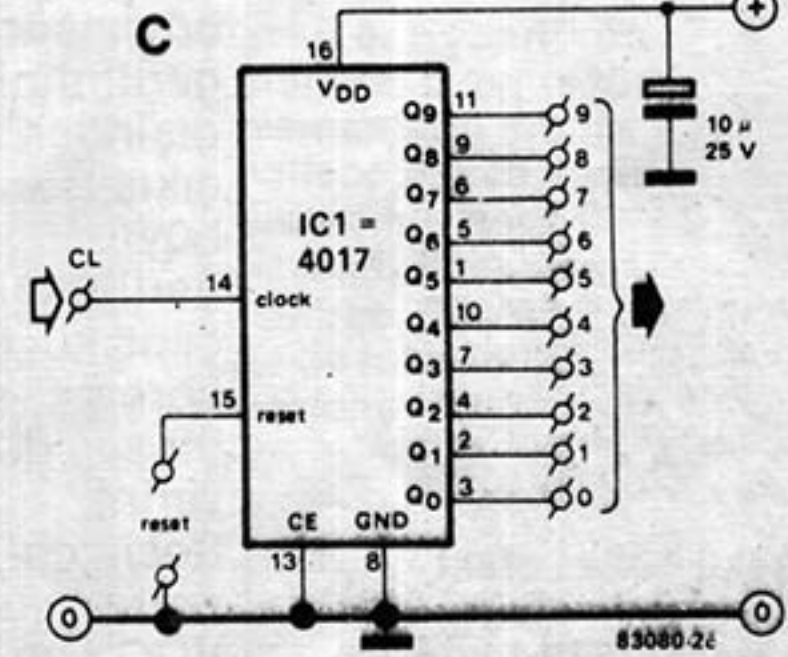 C
+
16
VDD
10 µ
25 V
IC1 =
4017
Q9 11 9
Q8 9 8
Q7 6 7
Q6 5 6
Q5 1 5
Q4 10 4
Q3 7 3
Q2 4 2
Q1 2 1
Q0 3 0
CL
14 clock
15 reset
reset
CE GND
13 8
0 0